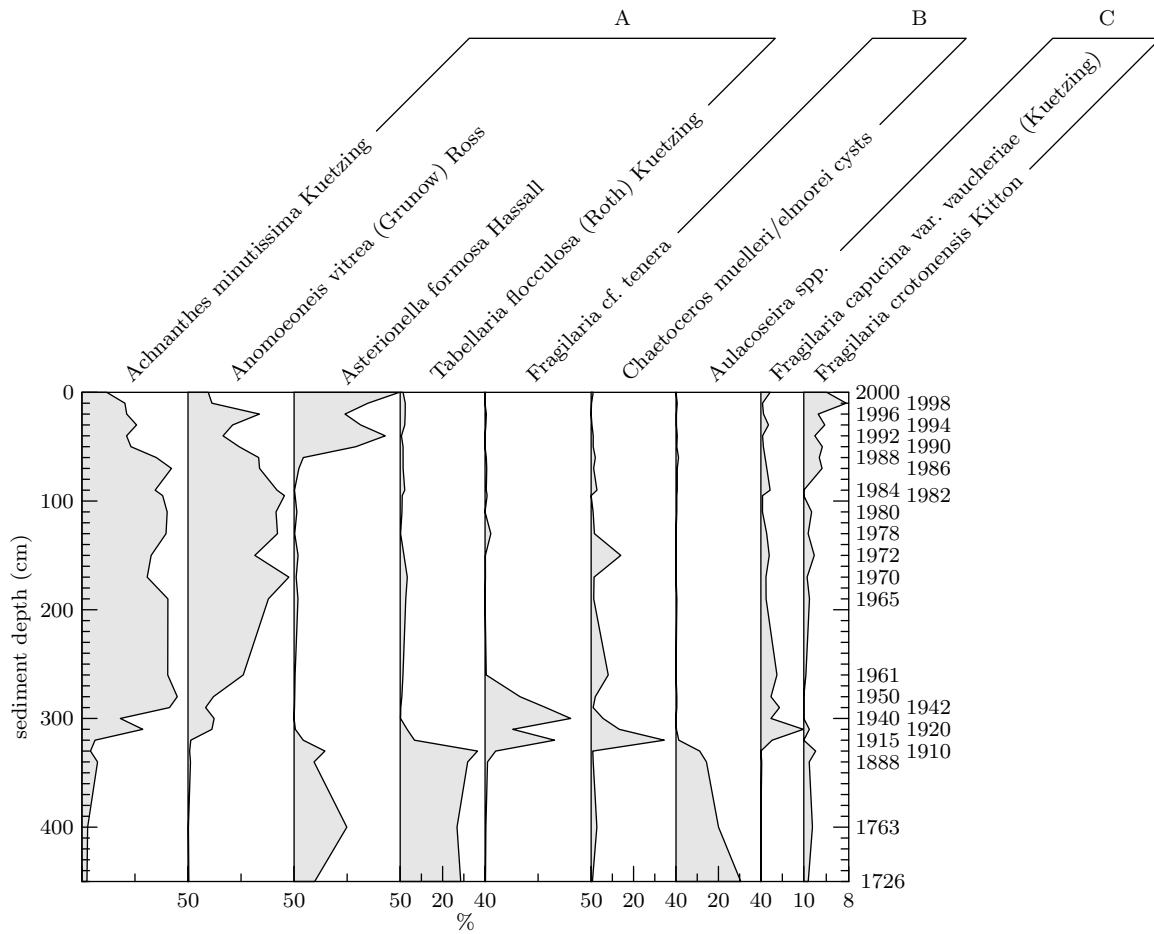 A B C
Achnanthes minutissima Kuetzing
Anomoeoneis vitrea (Grunow) Ross
Asterionella formosa Hassall
Tabellaria flocculosa (Roth) Kuetzing
Fragilaria cf. tenera
Chaetoceros muelleri/elmorei cysts
Aulacoseira spp.
Fragilaria capucina var. vaucheriae (Kuetzing)
Fragilaria crotonensis Kitton
sediment depth (cm)
0
100
200
300
400
2000
1998
1996
1994
1992
1990
1988
1986
1984
1982
1980
1978
1972
1970
1965
1961
1950
1942
1940
1920
1915
1910
1888
1763
1726
50 50 50 20 40 50 20 40 20 40 10 8
%